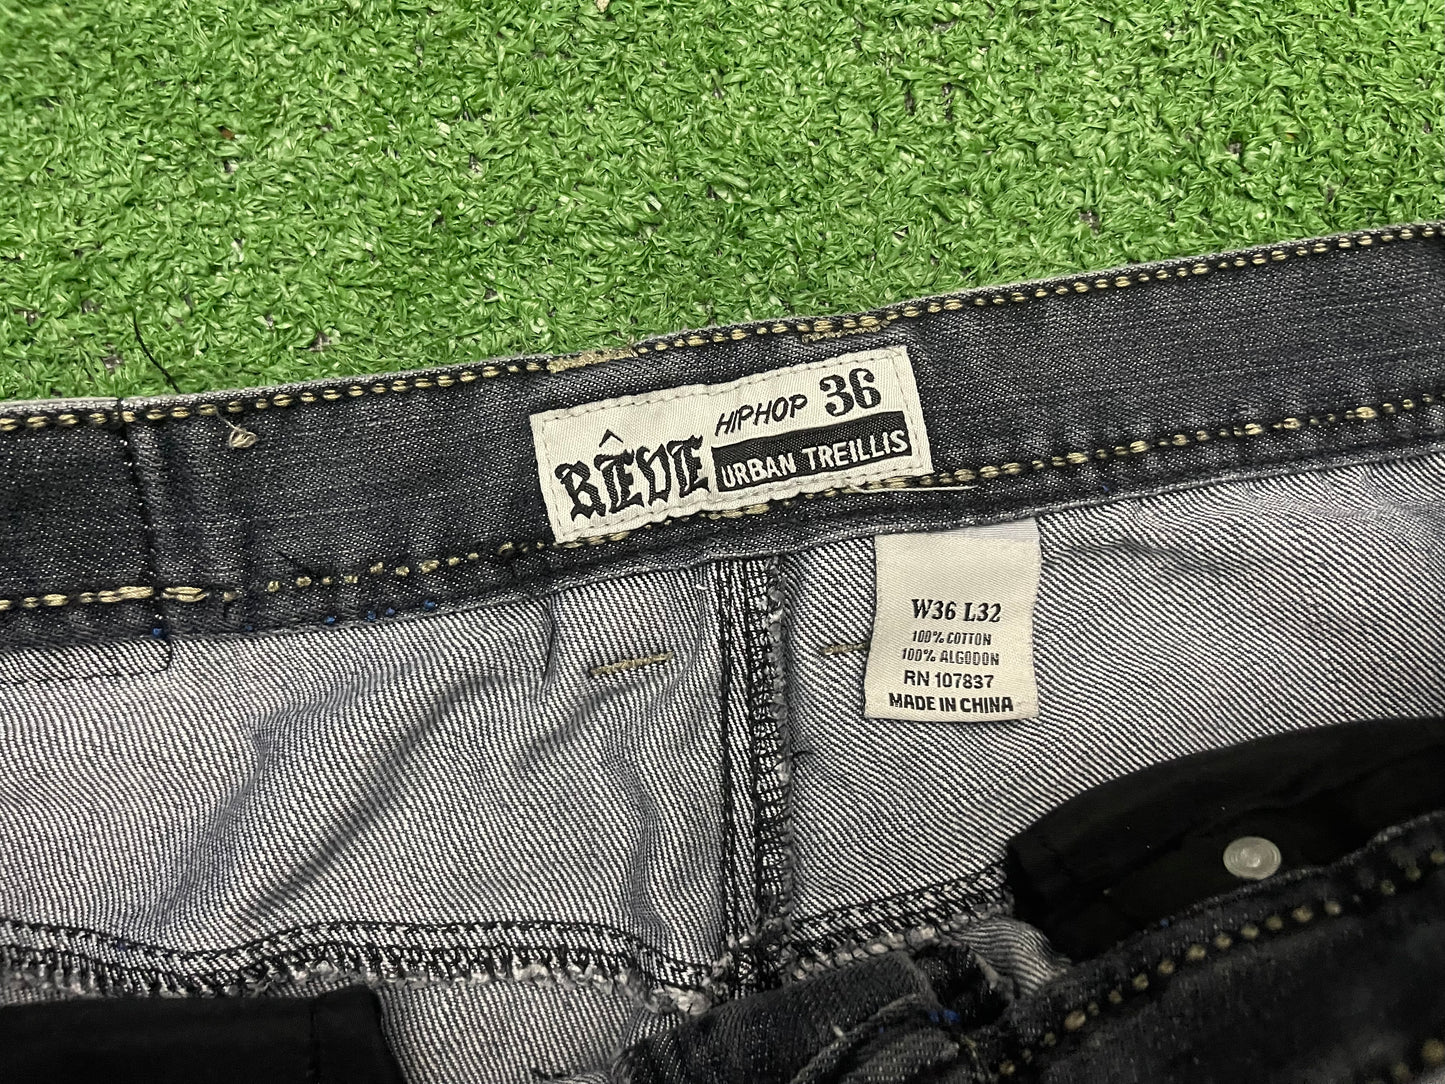 HIPHOP 36
RÊVE
URBAN TREILLIS
W36 L32
100% COTTON
100% ALGODON
RN 107837
MADE IN CHINA